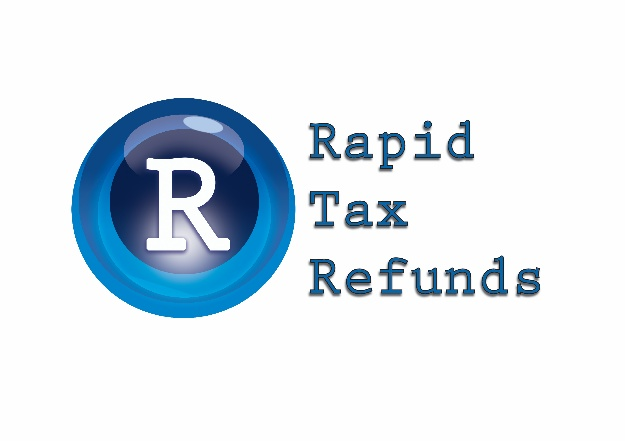 R
Rapid
Tax
Refunds